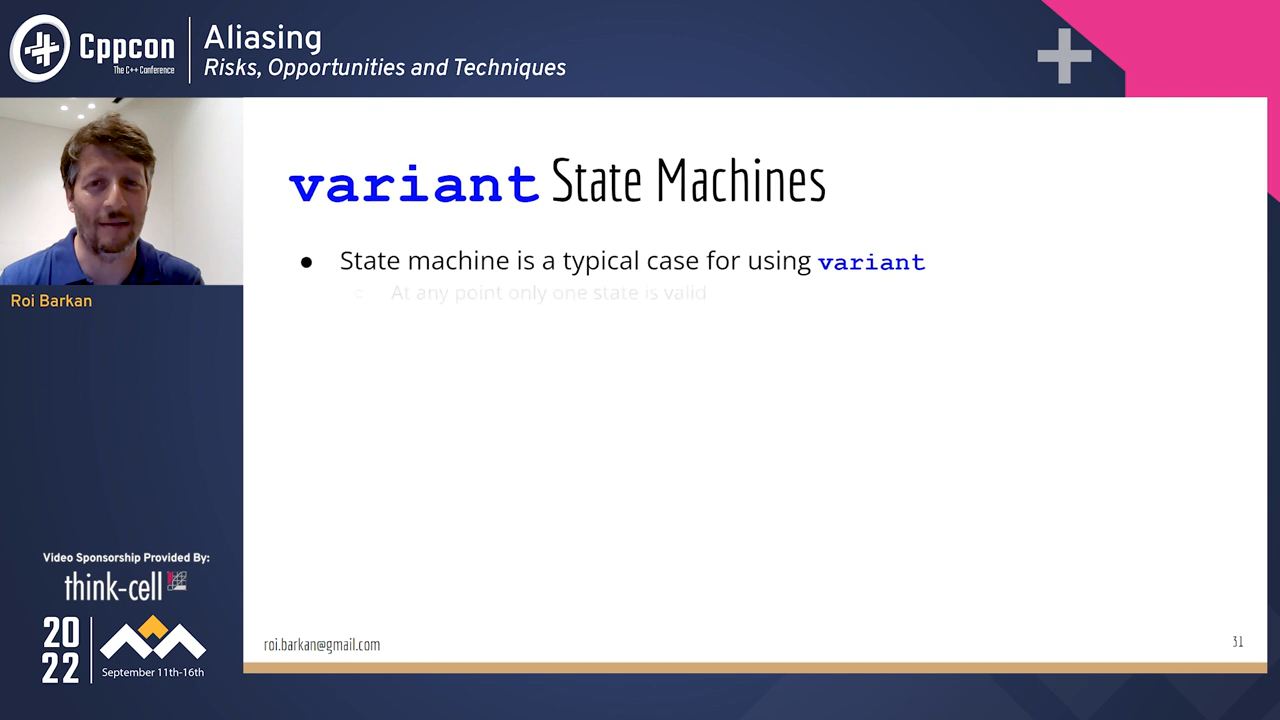 Cppcon
The C++ Conference
Aliasing
Risks, Opportunities and Techniques
Roi Barkan
variant State Machines
● State machine is a typical case for using variant
○ At any point only one state is valid
Video Sponsorship Provided By:
think-cell
20
22
September 11th-16th
roi.barkan@gmail.com
31